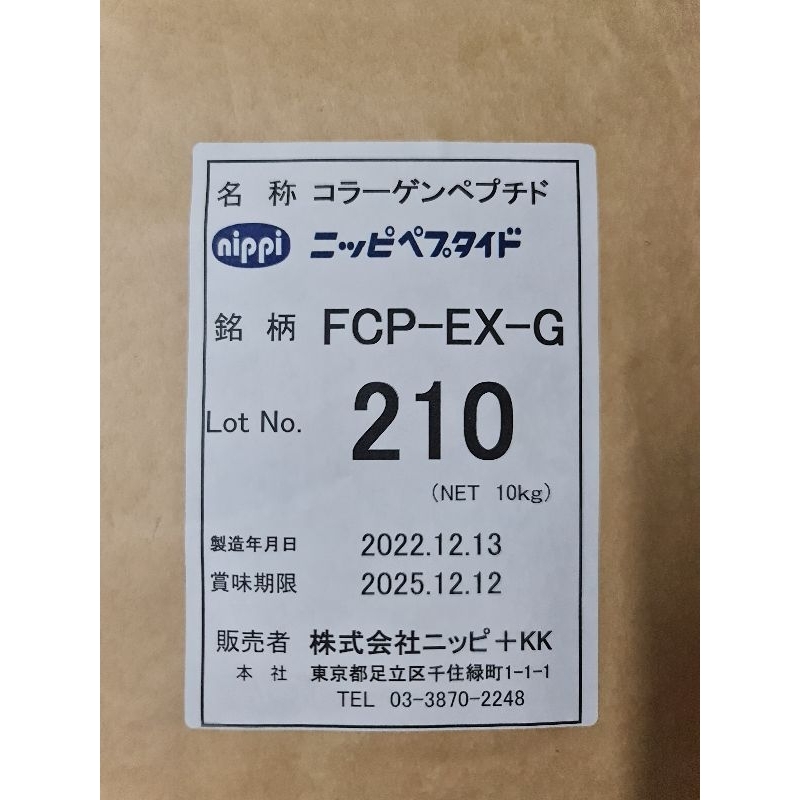 名 称 コラーゲンペプチド
nippi ニッピペプタイド
銘 柄 FCP-EX-G
Lot No. 210
(NET 10kg)
製造年月日 2022.12.13
賞味期限 2025.12.12
販売者 株式会社ニッピ+KK
本 社 東京都足立区千住緑町1-1-1
TEL 03-3870-2248